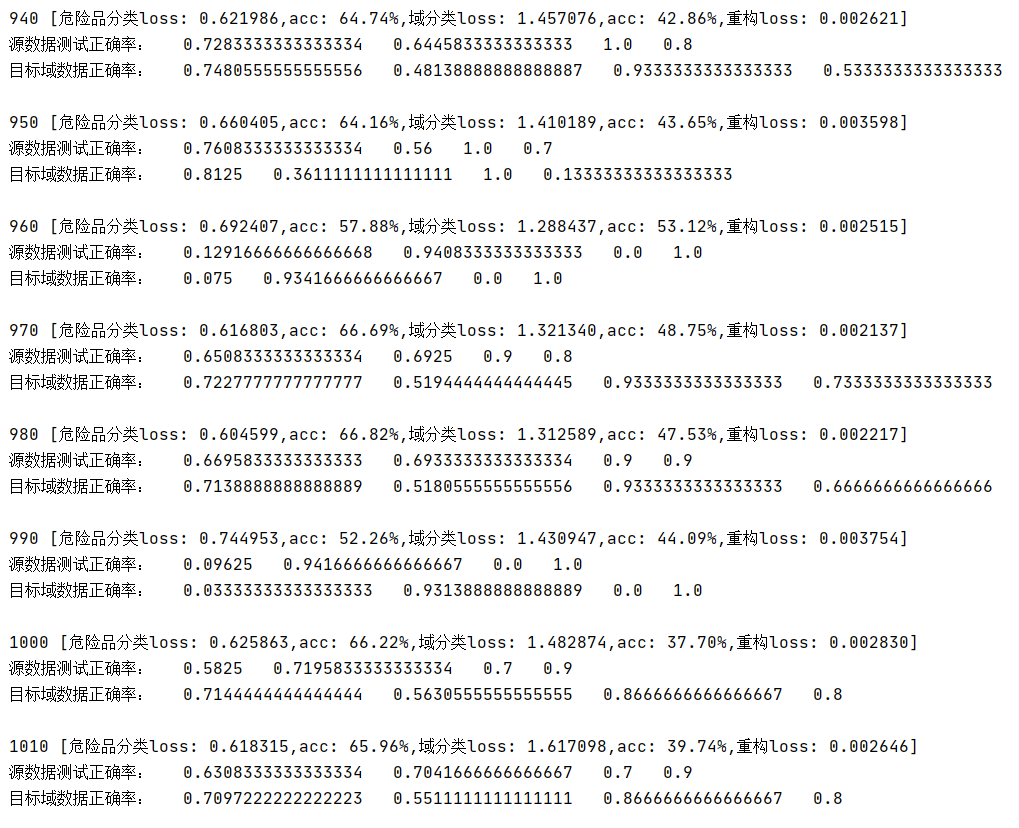 940 [危险品分类loss: 0.621986,acc: 64.74%,域分类loss: 1.457076,acc: 42.86%,重构loss: 0.002621]
源数据测试正确率： 0.7283333333333334 0.6445833333333333 1.0 0.8
目标域数据正确率： 0.7480555555555556 0.48138888888888887 0.9333333333333333 0.5333333333333333
950 [危险品分类loss: 0.660405,acc: 64.16%,域分类loss: 1.410189,acc: 43.65%,重构loss: 0.003598]
源数据测试正确率： 0.7608333333333334 0.56 1.0 0.7
目标域数据正确率： 0.8125 0.3611111111111111 1.0 0.13333333333333333
960 [危险品分类loss: 0.692407,acc: 57.88%,域分类loss: 1.288437,acc: 53.12%,重构loss: 0.002515]
源数据测试正确率： 0.12916666666666668 0.9408333333333333 0.0 1.0
目标域数据正确率： 0.075 0.9341666666666667 0.0 1.0
970 [危险品分类loss: 0.616803,acc: 66.69%,域分类loss: 1.321340,acc: 48.75%,重构loss: 0.002137]
源数据测试正确率： 0.6508333333333334 0.6925 0.9 0.8
目标域数据正确率： 0.7227777777777777 0.5194444444444445 0.9333333333333333 0.7333333333333333
980 [危险品分类loss: 0.604599,acc: 66.82%,域分类loss: 1.312589,acc: 47.53%,重构loss: 0.002217]
源数据测试正确率： 0.6695833333333333 0.6933333333333334 0.9 0.9
目标域数据正确率： 0.7138888888888889 0.5180555555555556 0.9333333333333333 0.6666666666666666
990 [危险品分类loss: 0.744953,acc: 52.26%,域分类loss: 1.430947,acc: 44.09%,重构loss: 0.003754]
源数据测试正确率： 0.09625 0.9416666666666667 0.0 1.0
目标域数据正确率： 0.03333333333333333 0.9313888888888889 0.0 1.0
1000 [危险品分类loss: 0.625863,acc: 66.22%,域分类loss: 1.482874,acc: 37.70%,重构loss: 0.002830]
源数据测试正确率： 0.5825 0.7195833333333334 0.7 0.9
目标域数据正确率： 0.7144444444444444 0.5630555555555555 0.8666666666666667 0.8
1010 [危险品分类loss: 0.618315,acc: 65.96%,域分类loss: 1.617098,acc: 39.74%,重构loss: 0.002646]
源数据测试正确率： 0.6308333333333334 0.7041666666666667 0.7 0.9
目标域数据正确率： 0.7097222222222223 0.5511111111111111 0.8666666666666667 0.8